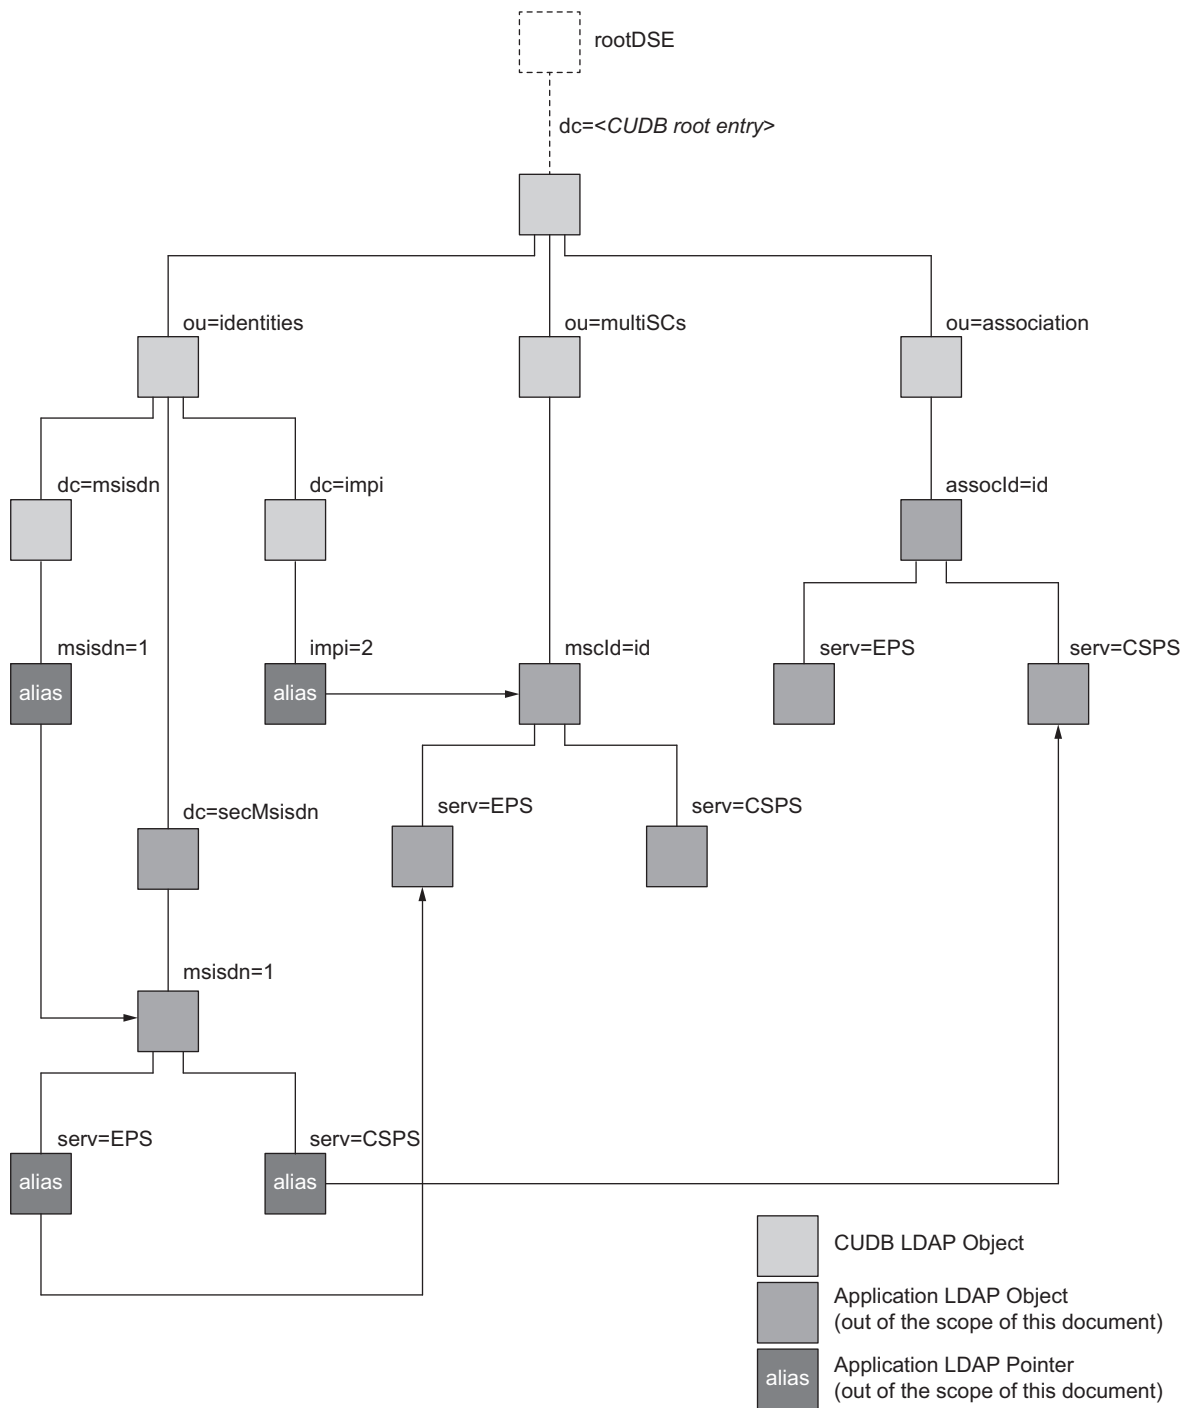 rootDSE
dc=<CUDB root entry>
ou=identities
ou=multiSCs
ou=association
dc=msisdn
dc=impi
assocId=id
msisdn=1
impi=2
mscId=id
serv=EPS
serv=CSPS
alias
alias
dc=secMsisdn
serv=EPS
serv=CSPS
msisdn=1
serv=EPS
serv=CSPS
alias
alias
CUDB LDAP Object
Application LDAP Object
(out of the scope of this document)
alias
Application LDAP Pointer
(out of the scope of this document)